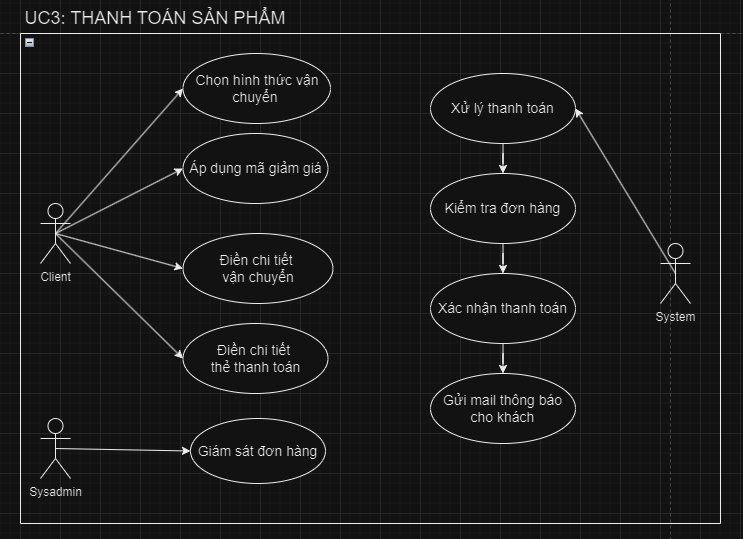 UC3: THANH TOÁN SẢN PHẨM
Chọn hình thức vận
chuyển
Áp dụng mã giảm giá
Điền chi tiết
vận chuyển
Điền chi tiết
thẻ thanh toán
Giám sát đơn hàng
Client
Sysadmin
Xử lý thanh toán
Kiểm tra đơn hàng
Xác nhận thanh toán
Gửi mail thông báo
cho khách
System